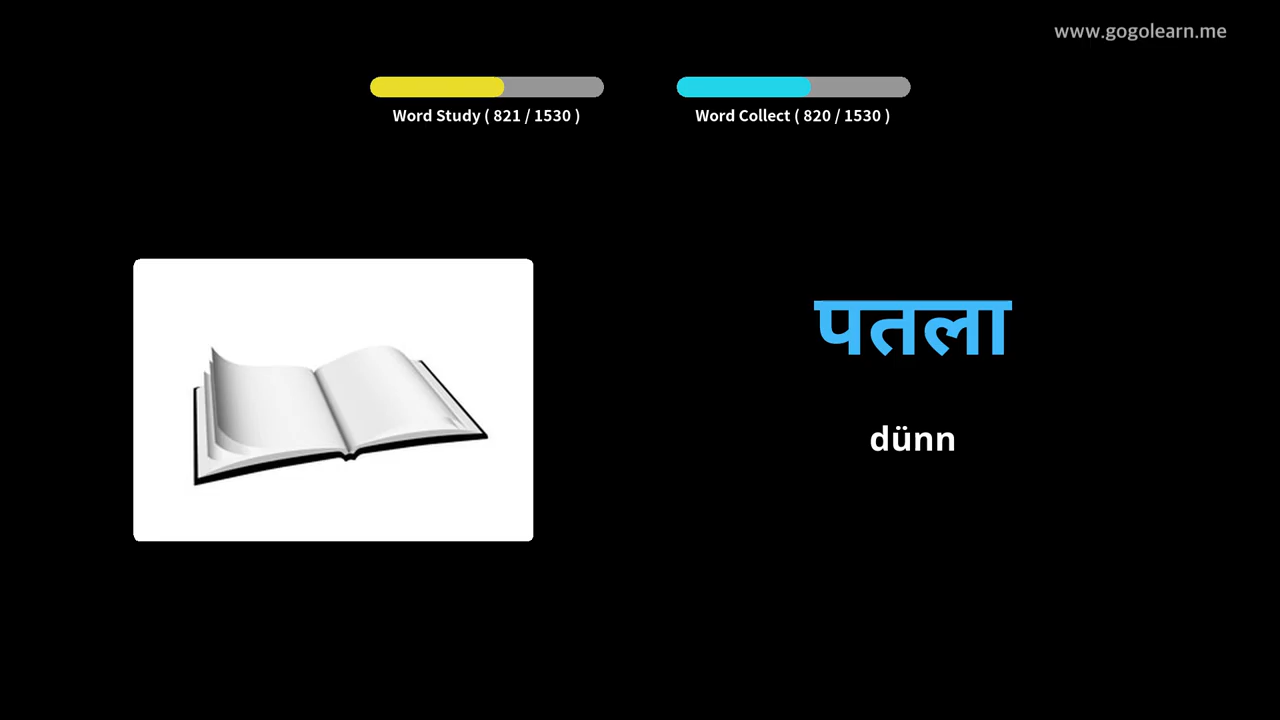 www.gogolearn.me
Word Study ( 821 / 1530 )
Word Collect ( 820 / 1530 )
पतला
dünn